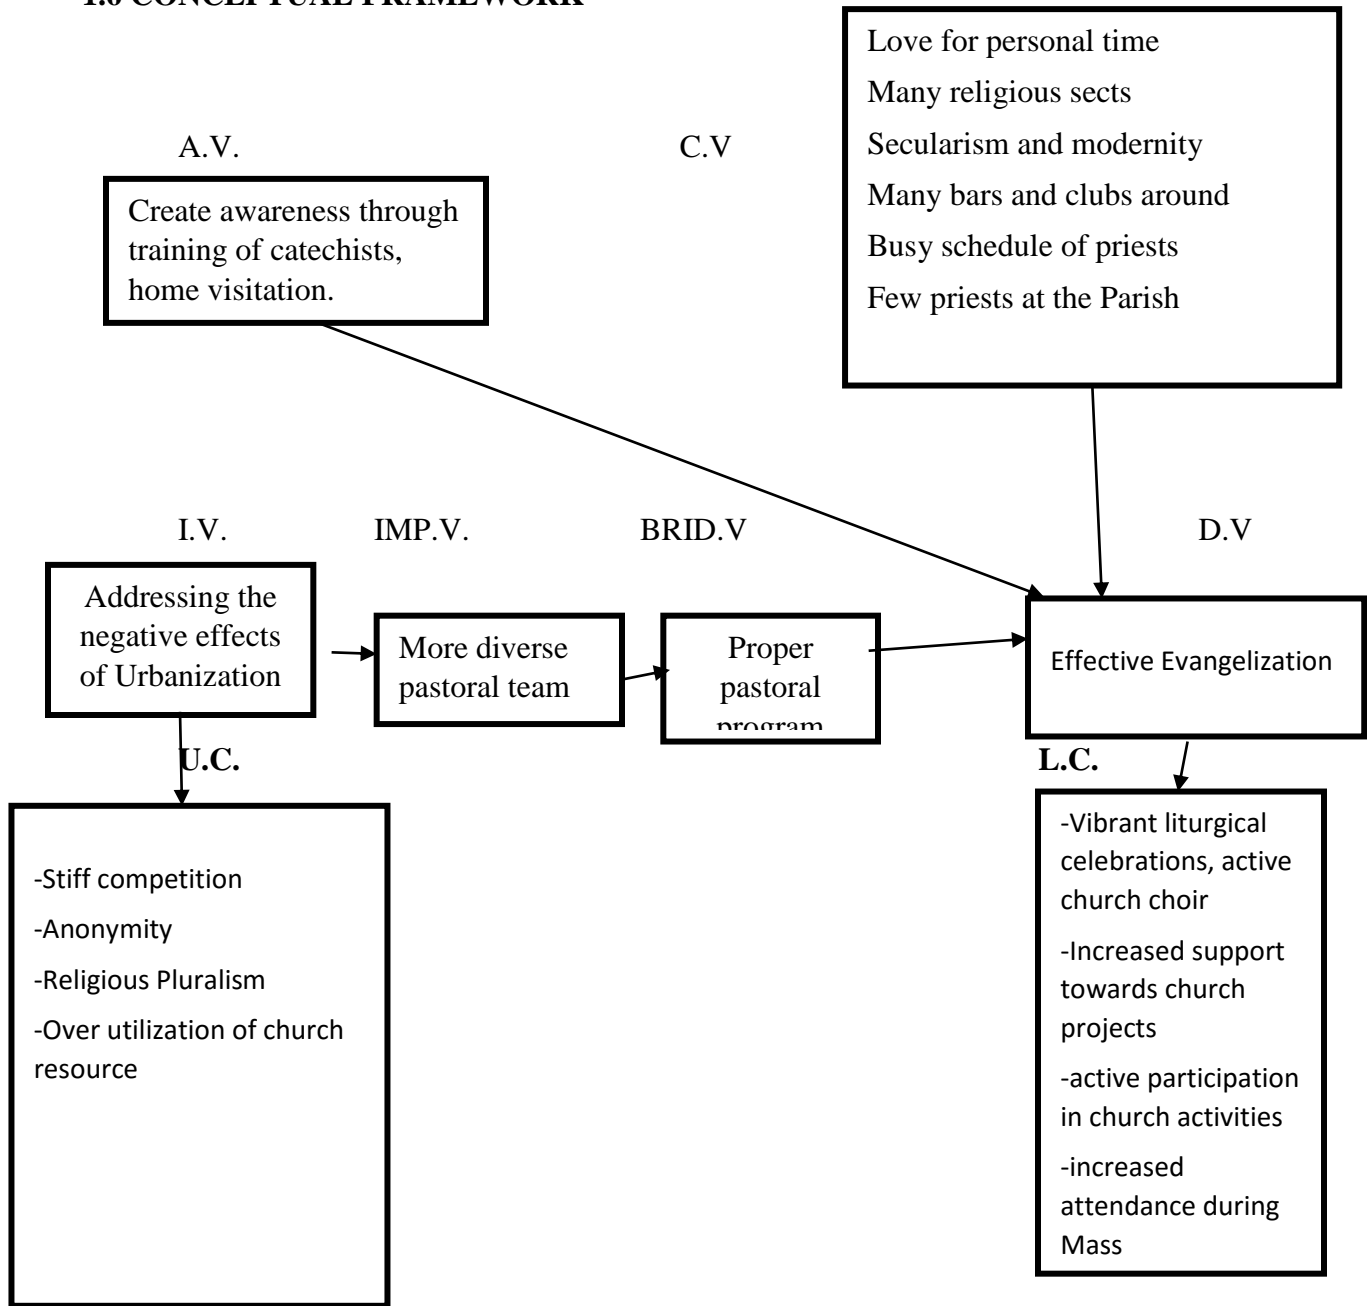 Love for personal time
Many religious sects
A.V.
C.V
Secularism and modernity
Many bars and clubs around
Create awareness through
training of catechists,
home visitation.
Busy schedule of priests
Few priests at the Parish
I.V.
IMP.V.
BRID.V
D.V
Addressing the
negative effects
of Urbanization
More diverse
pastoral team
Proper
pastoral
program
Effective Evangelization
U.C.
L.C.
-Stiff competition
-Anonymity
-Religious Pluralism
-Over utilization of church
resource
-Vibrant liturgical
celebrations, active
church choir
-Increased support
towards church
projects
-active participation
in church activities
-increased
attendance during
Mass